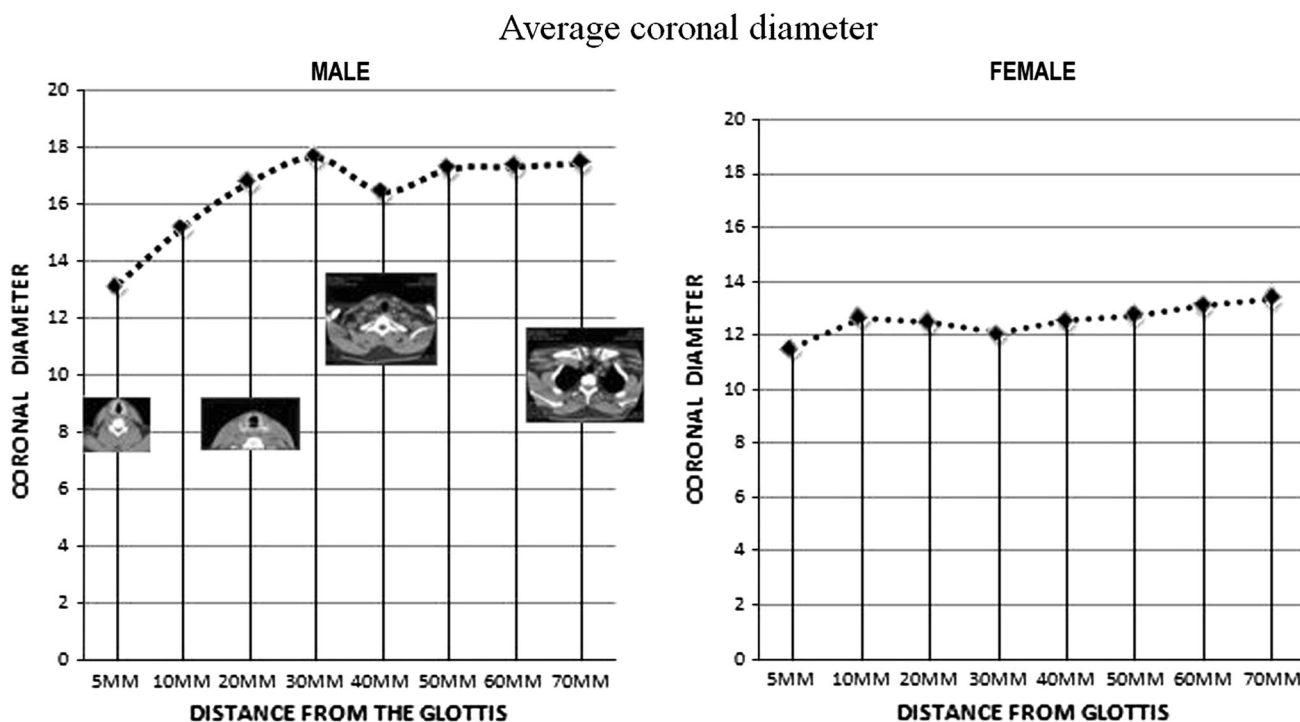 Average coronal diameter
MALE
20
18
16
14
12
10
8
6
4
2
0
CORONAL DIAMETER
5MM 10MM 20MM 30MM 40MM 50MM 60MM 70MM
DISTANCE FROM THE GLOTTIS
FEMALE
20
18
16
14
12
10
8
6
4
2
0
CORONAL DIAMETER
5MM 10MM 20MM 30MM 40MM 50MM 60MM 70MM
DISTANCE FROM GLOTTIS